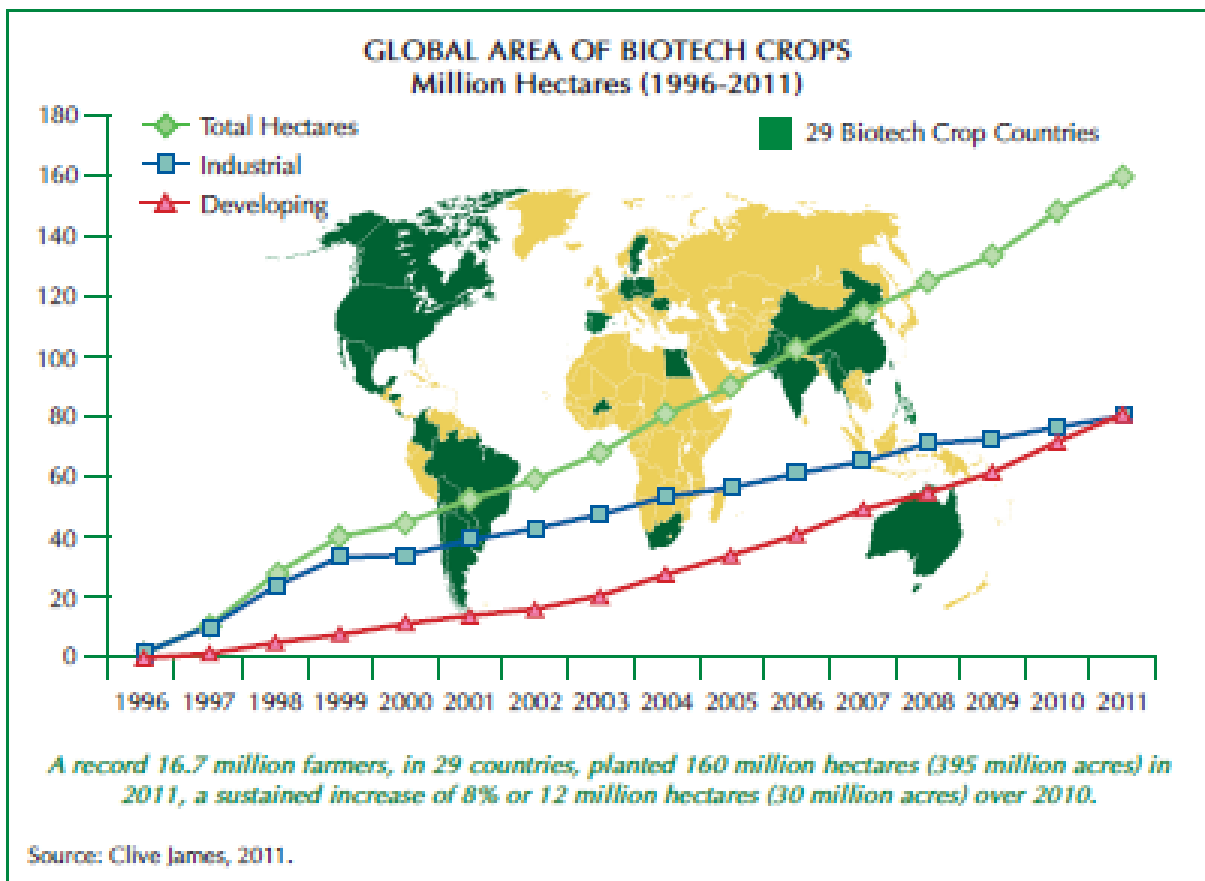 GLOBAL AREA OF BIOTECH CROPS
Million Hectares (1996-2011)
180
Total Hectares
29 Biotech Crop Countries
160
Industrial
Developing
140
120
100
80
60
40
20
0
1996 1997 1998 1999 2000 2001 2002 2003 2004 2005 2006 2007 2008 2009 2010 2011
A record 16.7 million farmers, in 29 countries, planted 160 million hectares (395 million acres) in
2011, a sustained increase of 8% or 12 million hectares (30 million acres) over 2010.
Source: Clive James, 2011.